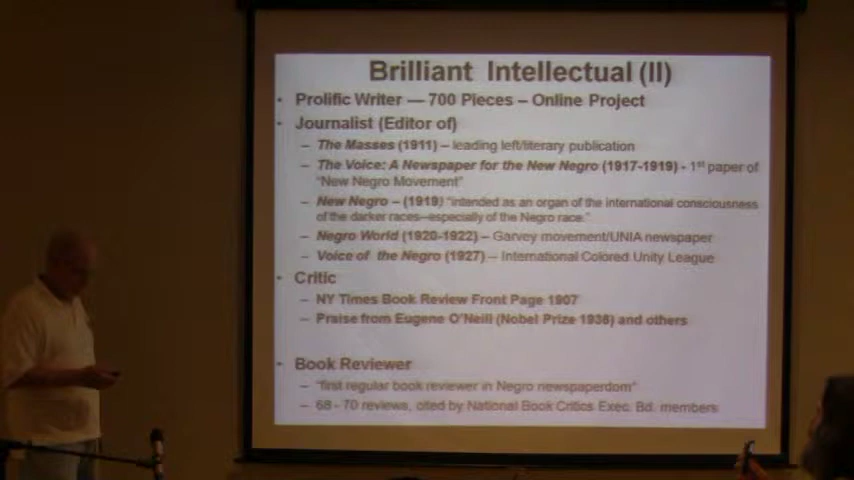 Brilliant Intellectual (II)
• Prolific Writer — 700 Pieces – Online Project
• Journalist (Editor of)
– The Masses (1911) – leading left/literary publication
– The Voice: A Newspaper for the New Negro (1917-1919) - 1st paper of
"New Negro Movement"
– New Negro – (1919) "intended as an organ of the international consciousness
of the darker races–especially of the Negro race."
– Negro World (1920-1922) – Garvey movement/UNIA newspaper
– Voice of the Negro (1927) – International Colored Unity League
• Critic
– NY Times Book Review Front Page 1907
– Praise from Eugene O'Neill (Nobel Prize 1936) and others
• Book Reviewer
– "first regular book reviewer in Negro newspaperdom"
– 68 - 70 reviews, cited by National Book Critics Exec. Bd. members